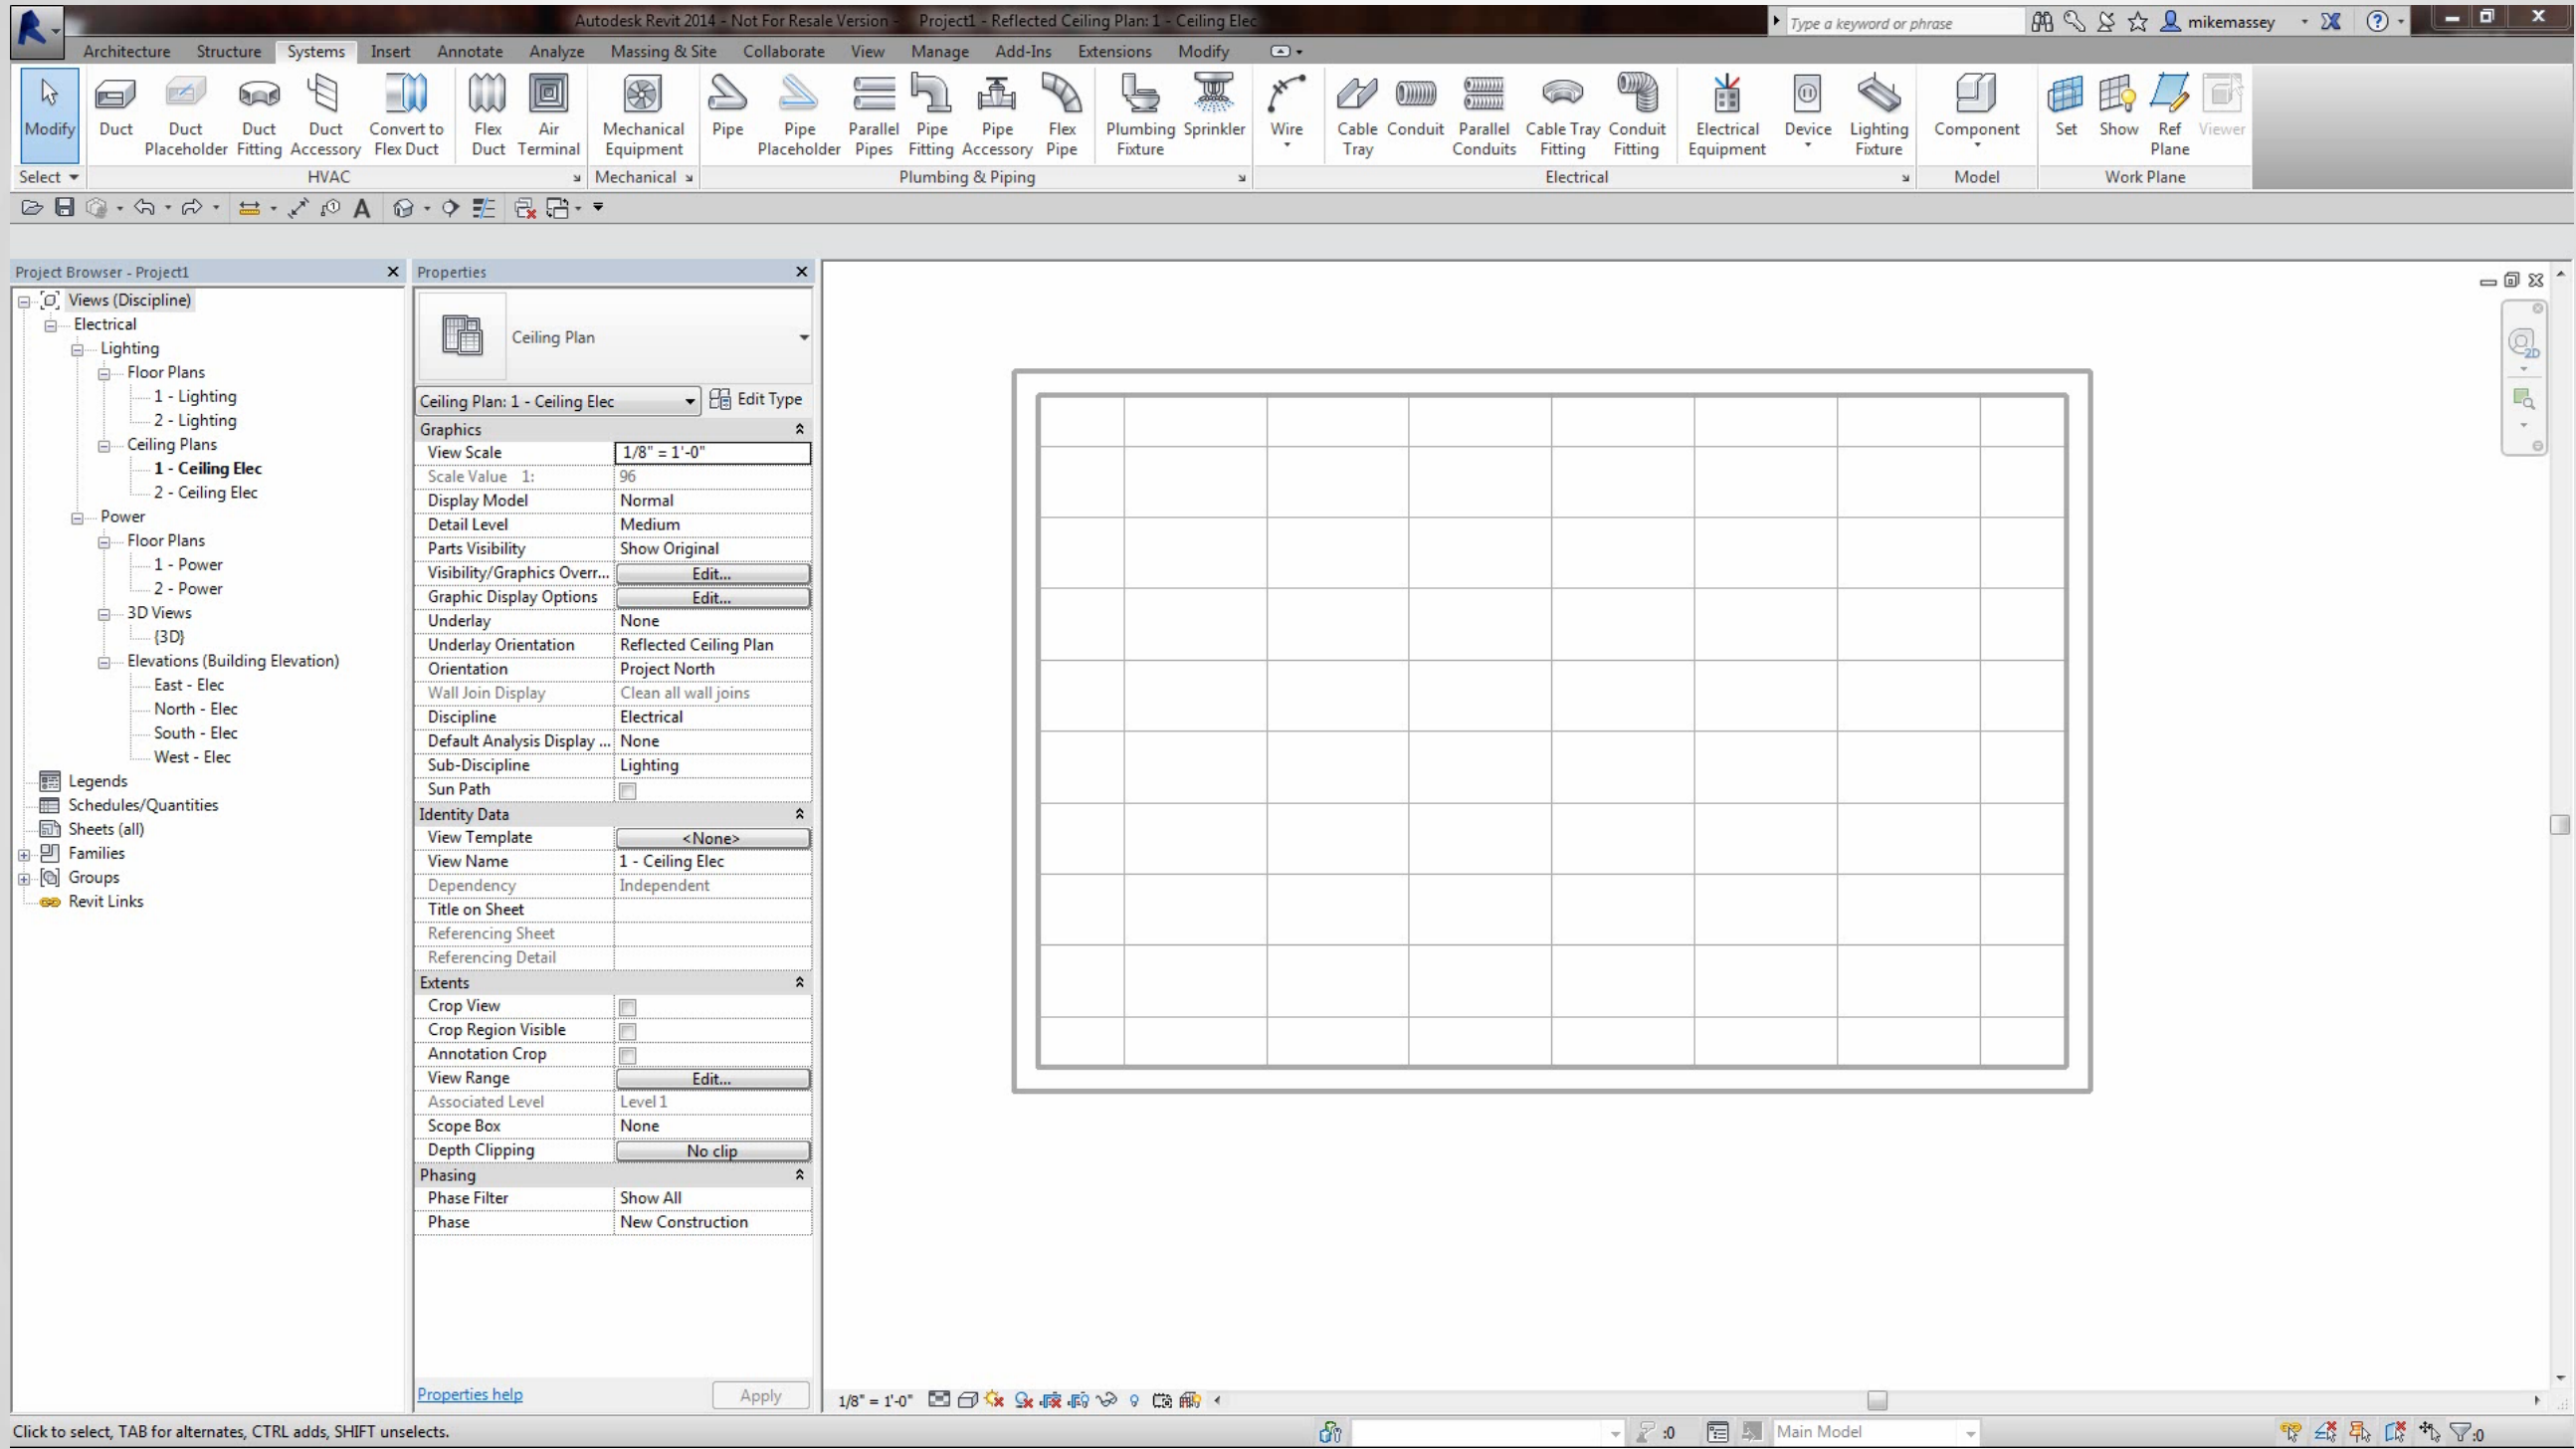 Autodesk Revit 2014 - Not For Resale Version - Project1 - Reflected Ceiling Plan: 1 - Ceiling Elec
Type a keyword or phrase
mikemassey
Architecture Structure Systems Insert Annotate Analyze Massing & Site Collaborate View Manage Add-Ins Extensions Modify
Modify
Duct
Duct Placeholder
Duct Fitting
Duct Accessory
Convert to Flex Duct
Flex Duct
Air Terminal
Mechanical Equipment
Pipe
Pipe Placeholder
Parallel Pipes
Pipe Fitting
Pipe Accessory
Flex Pipe
Plumbing Fixture
Sprinkler
Wire
Cable Tray
Conduit
Parallel Conduits
Cable Tray Fitting
Conduit Fitting
Electrical Equipment
Device
Lighting Fixture
Component
Set
Show
Ref Plane
Viewer
Select HVAC Mechanical Plumbing & Piping Electrical Model Work Plane
A
Project Browser - Project1
Views (Discipline)
Electrical
Lighting
Floor Plans
1 - Lighting
2 - Lighting
Ceiling Plans
1 - Ceiling Elec
2 - Ceiling Elec
Power
Floor Plans
1 - Power
2 - Power
3D Views
{3D}
Elevations (Building Elevation)
East - Elec
North - Elec
South - Elec
West - Elec
Legends
Schedules/Quantities
Sheets (all)
Families
Groups
Revit Links
Properties
Ceiling Plan
Ceiling Plan: 1 - Ceiling Elec Edit Type
Graphics
View Scale 1/8" = 1'-0"
Scale Value 1: 96
Display Model Normal
Detail Level Medium
Parts Visibility Show Original
Visibility/Graphics Overr... Edit...
Graphic Display Options Edit...
Underlay None
Underlay Orientation Reflected Ceiling Plan
Orientation Project North
Wall Join Display Clean all wall joins
Discipline Electrical
Default Analysis Display ... None
Sub-Discipline Lighting
Sun Path
Identity Data
View Template <None>
View Name 1 - Ceiling Elec
Dependency Independent
Title on Sheet
Referencing Sheet
Referencing Detail
Extents
Crop View
Crop Region Visible
Annotation Crop
View Range Edit...
Associated Level Level 1
Scope Box None
Depth Clipping No clip
Phasing
Phase Filter Show All
Phase New Construction
Properties help Apply
2D
1/8" = 1'-0"
Click to select, TAB for alternates, CTRL adds, SHIFT unselects.
:0
Main Model
:0